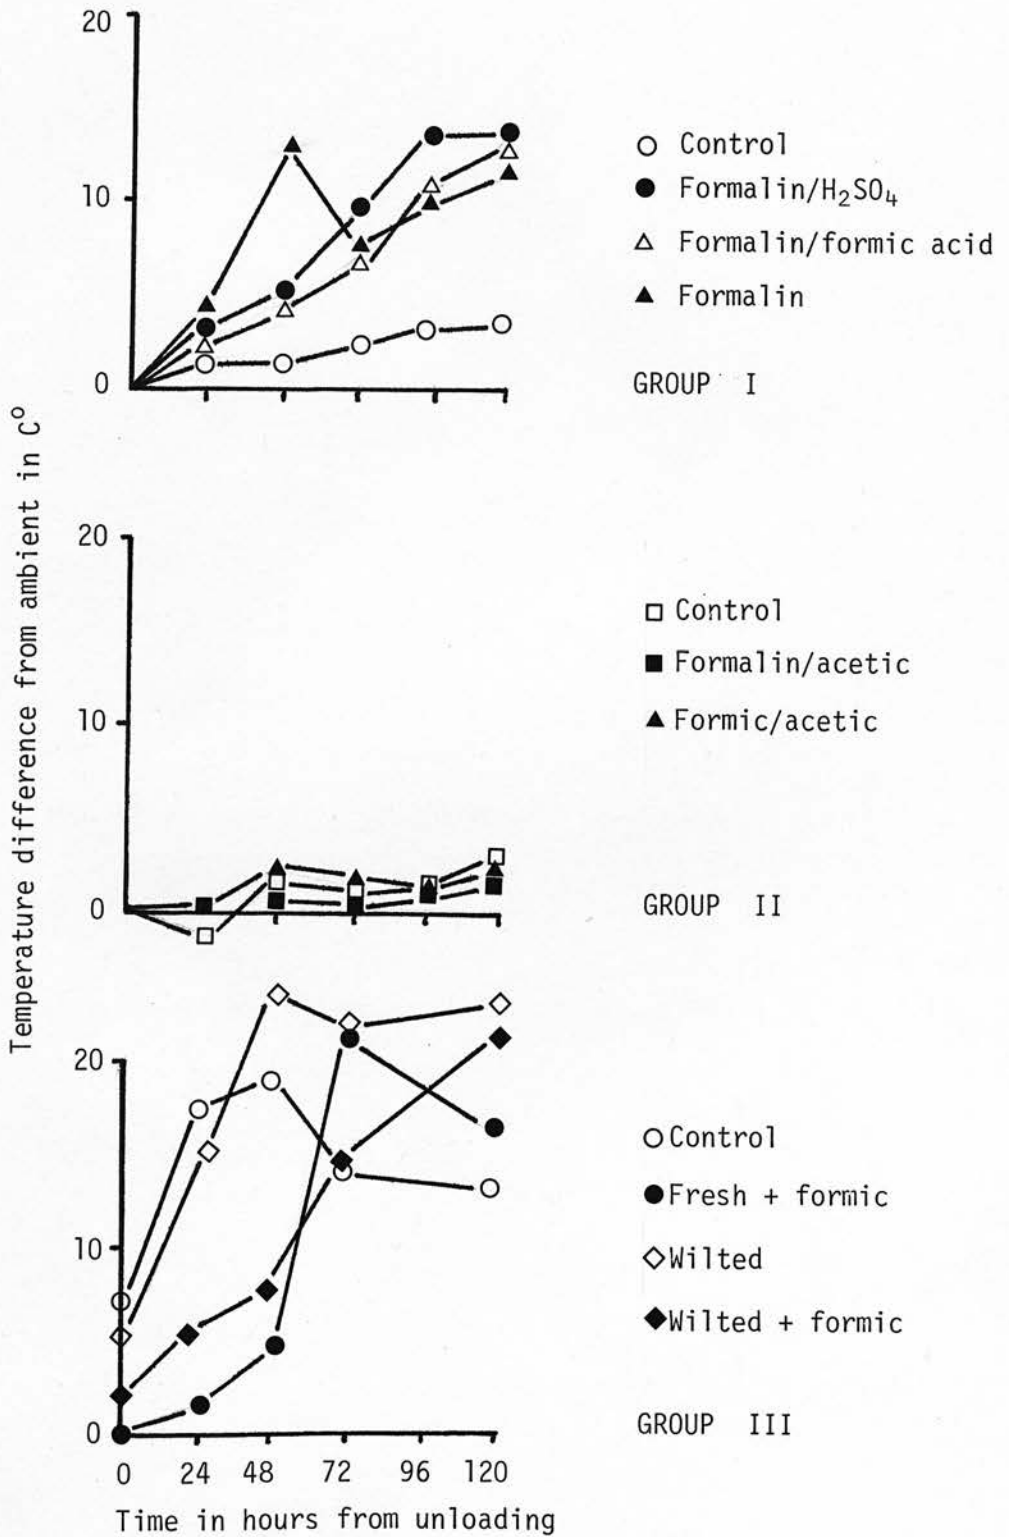 20
10
0
Control
Formalin/H₂SO₄
Formalin/formic acid
Formalin
GROUP I
Temperature difference from ambient in C°
20
10
0
Control
Formalin/acetic
Formic/acetic
GROUP II
20
10
0
Control
Fresh + formic
Wilted
Wilted + formic
GROUP III
0 24 48 72 96 120
Time in hours from unloading